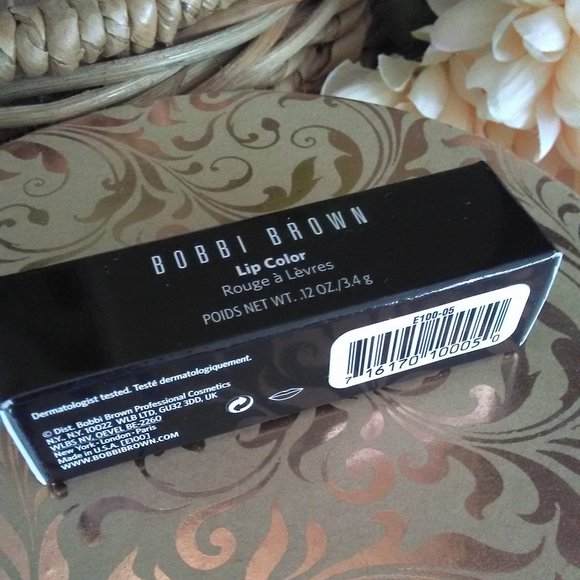 BOBBI BROWN
Lip Color
Rouge à Lèvres
POIDS NET WT. .12 OZ./3.4 g
E100-05
7 16170 10005 0
Dermatologist tested. Testé dermatologiquement.
© Dist. Bobbi Brown Professional Cosmetics
N.Y., N.Y. 10022 WLB LTD, GU32 3DD, UK
WLBS NV. OEVEL BE-2260
New York - London - Paris
Made in U.S.A. [E100]
WWW.BOBBIBROWN.COM